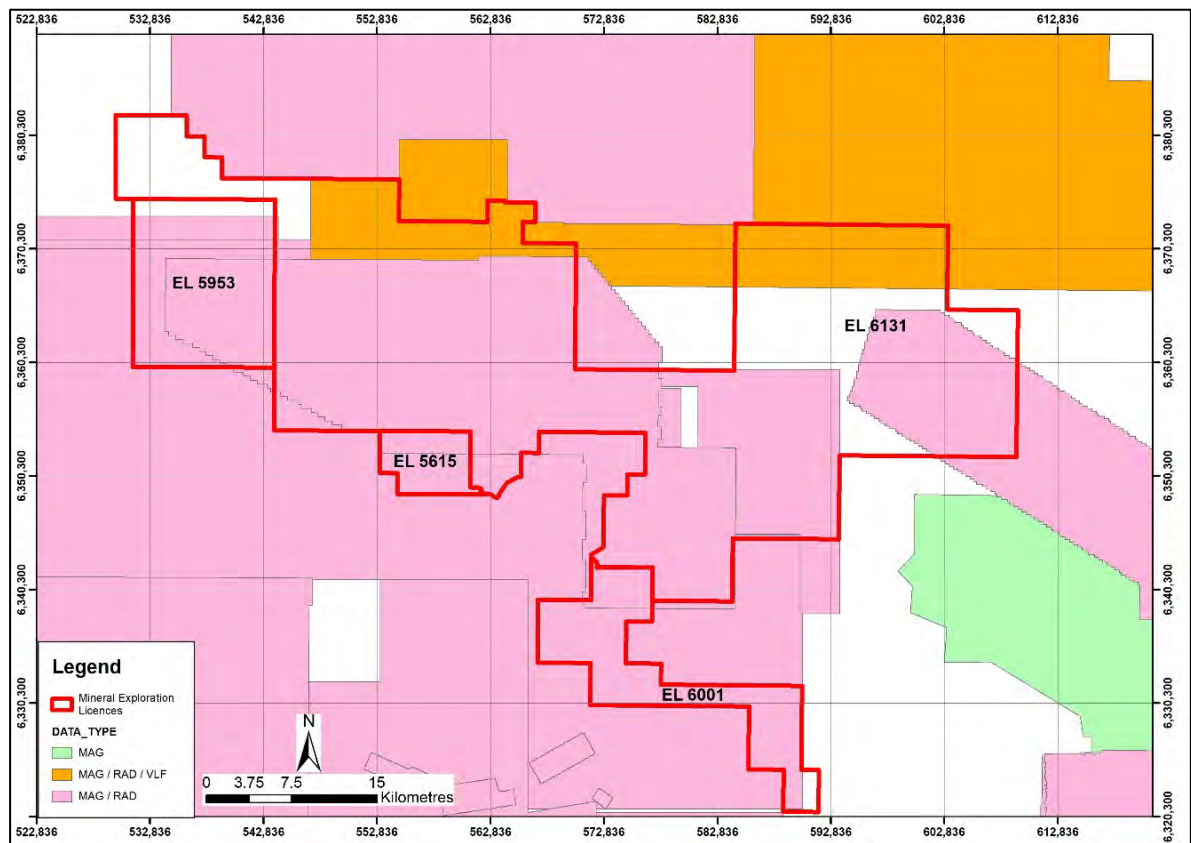 522,836 532,836 542,836 552,836 562,836 572,836 582,836 592,836 602,836 612,836
6,380,300 6,380,300
6,370,300 6,370,300
EL 5953
EL 6131
6,360,300 6,360,300
EL 5615
6,350,300 6,350,300
6,340,300 6,340,300
EL 6001
6,330,300 6,330,300
6,320,300
Legend
Mineral Exploration
Licences
DATA_TYPE
MAG
MAG / RAD / VLF
MAG / RAD
N
0 3.75 7.5 15
Kilometres
522,836 532,836 542,836 552,836 562,836 572,836 582,836 592,836 602,836 612,836